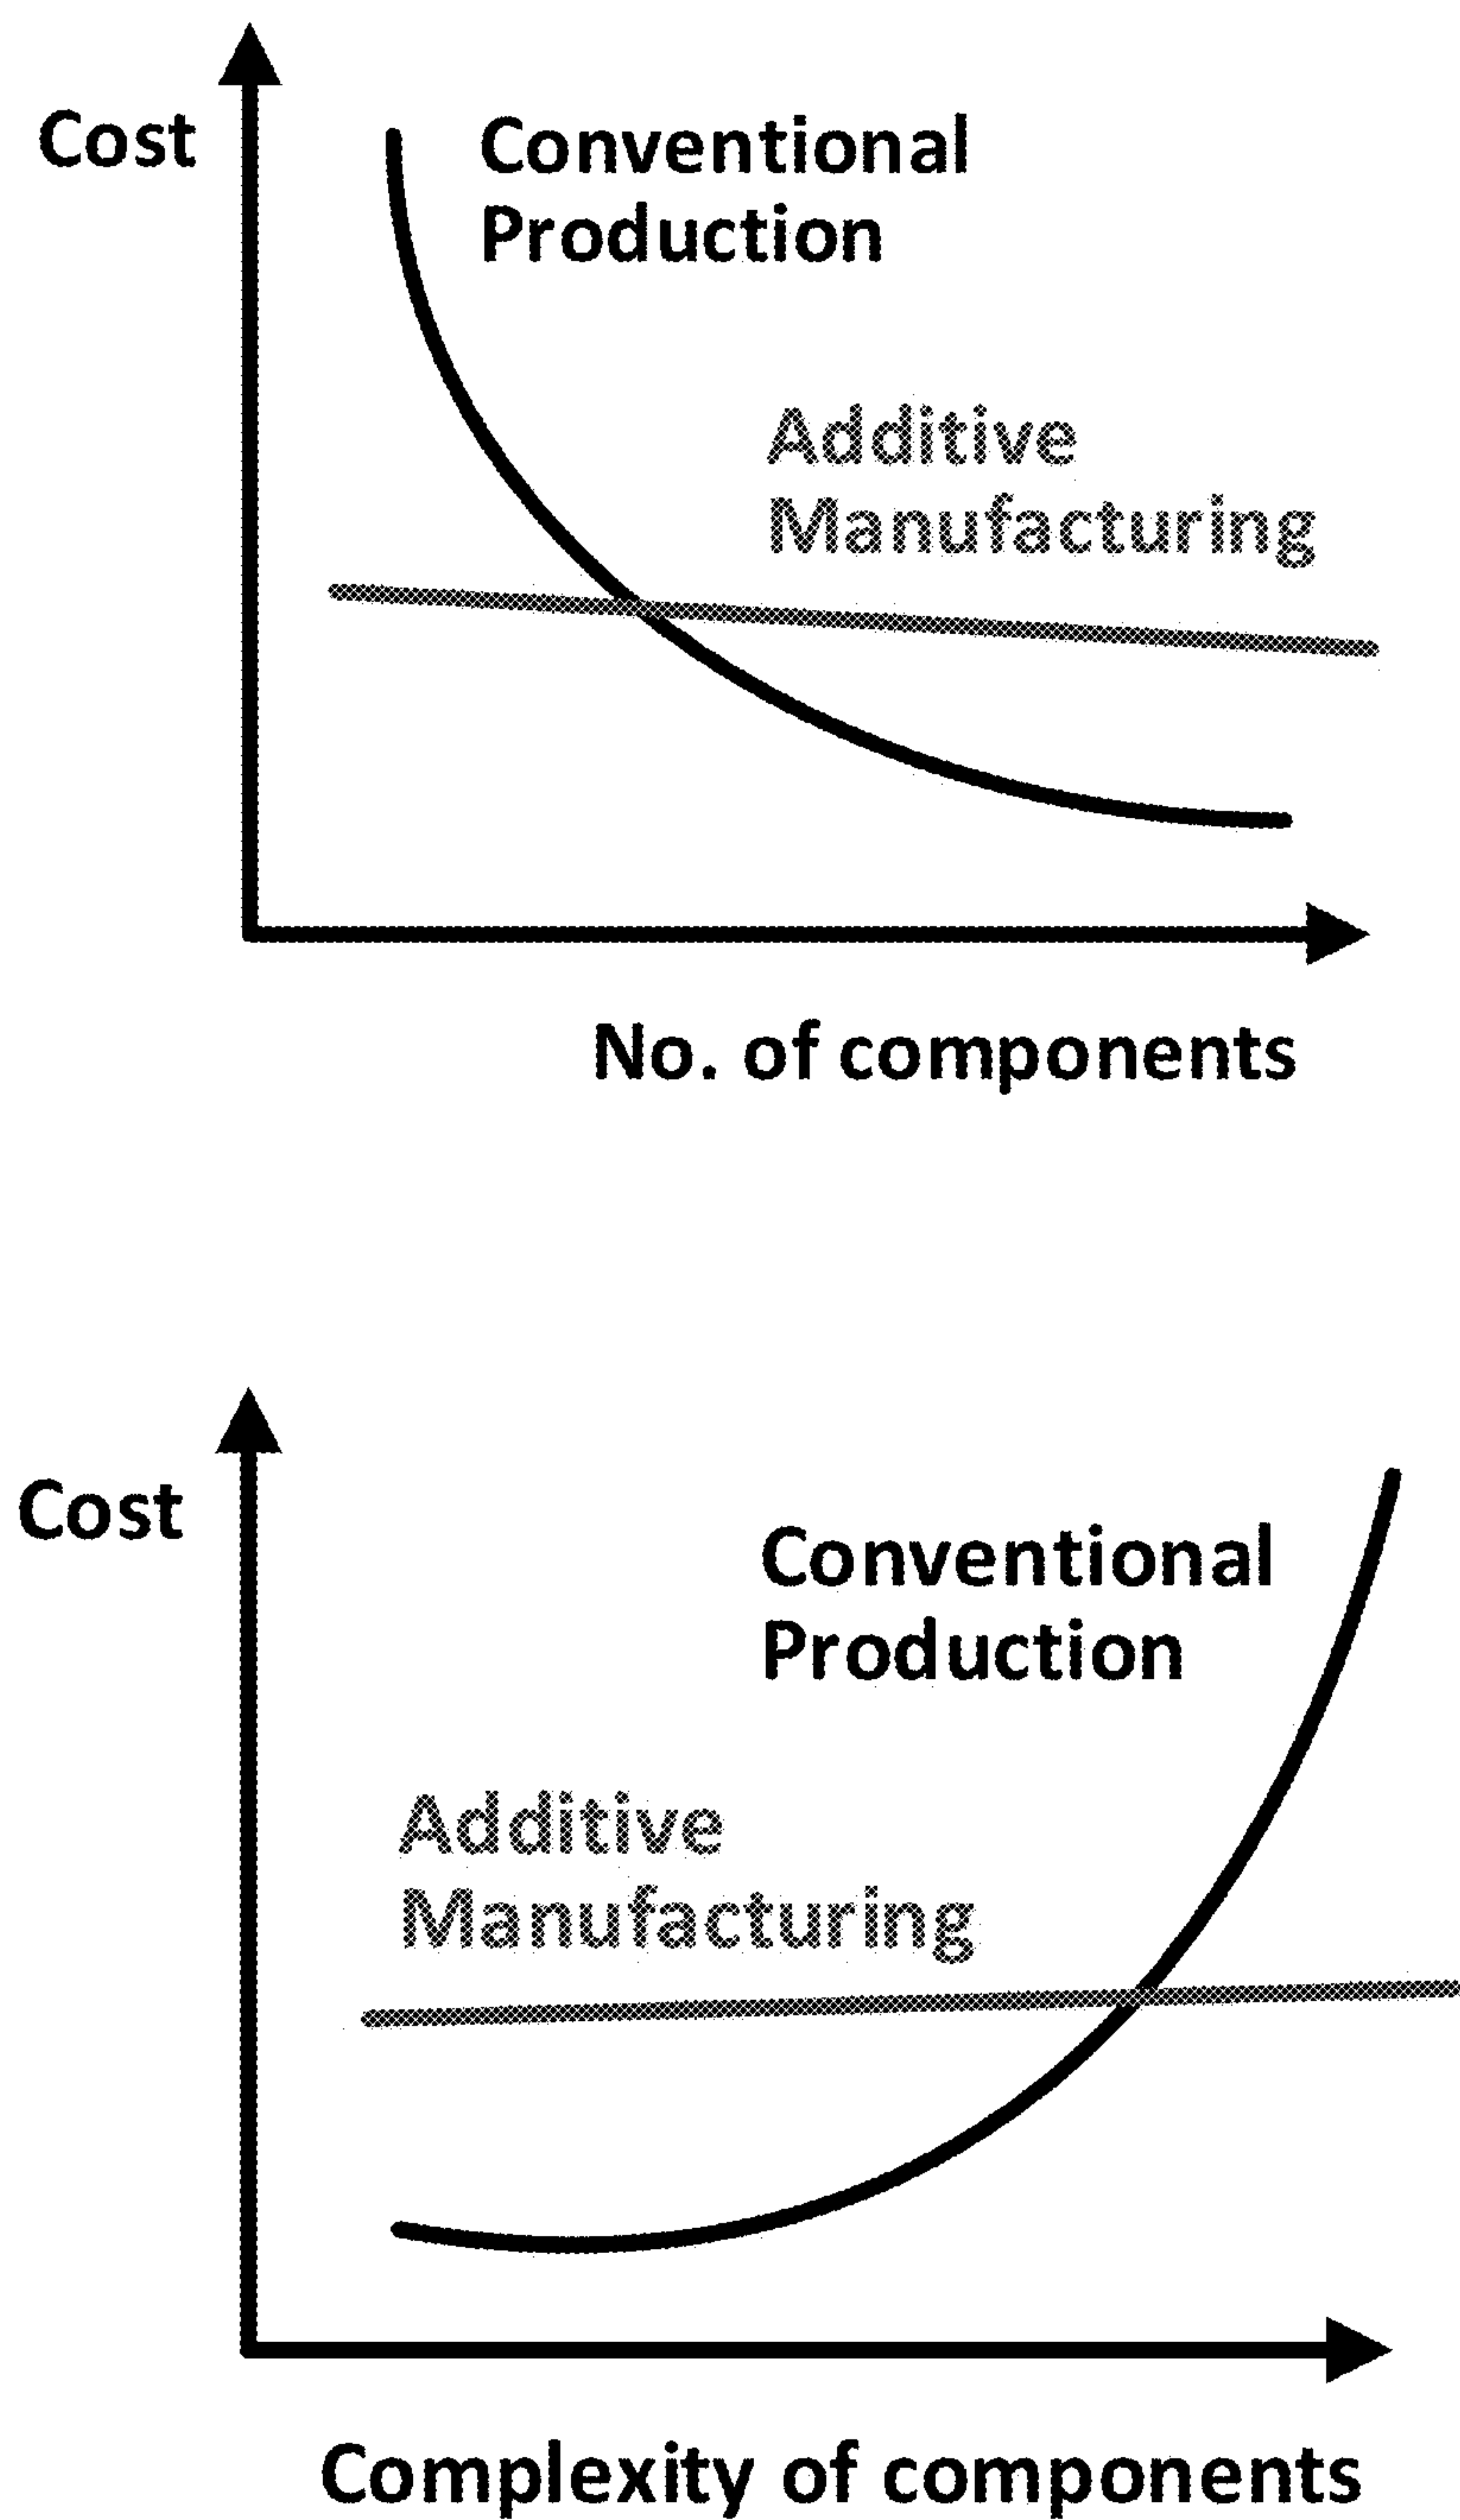 Cost
Conventional
Production
Additive
Manufacturing
No. of components
Cost
Conventional
Production
Additive
Manufacturing
Complexity of components